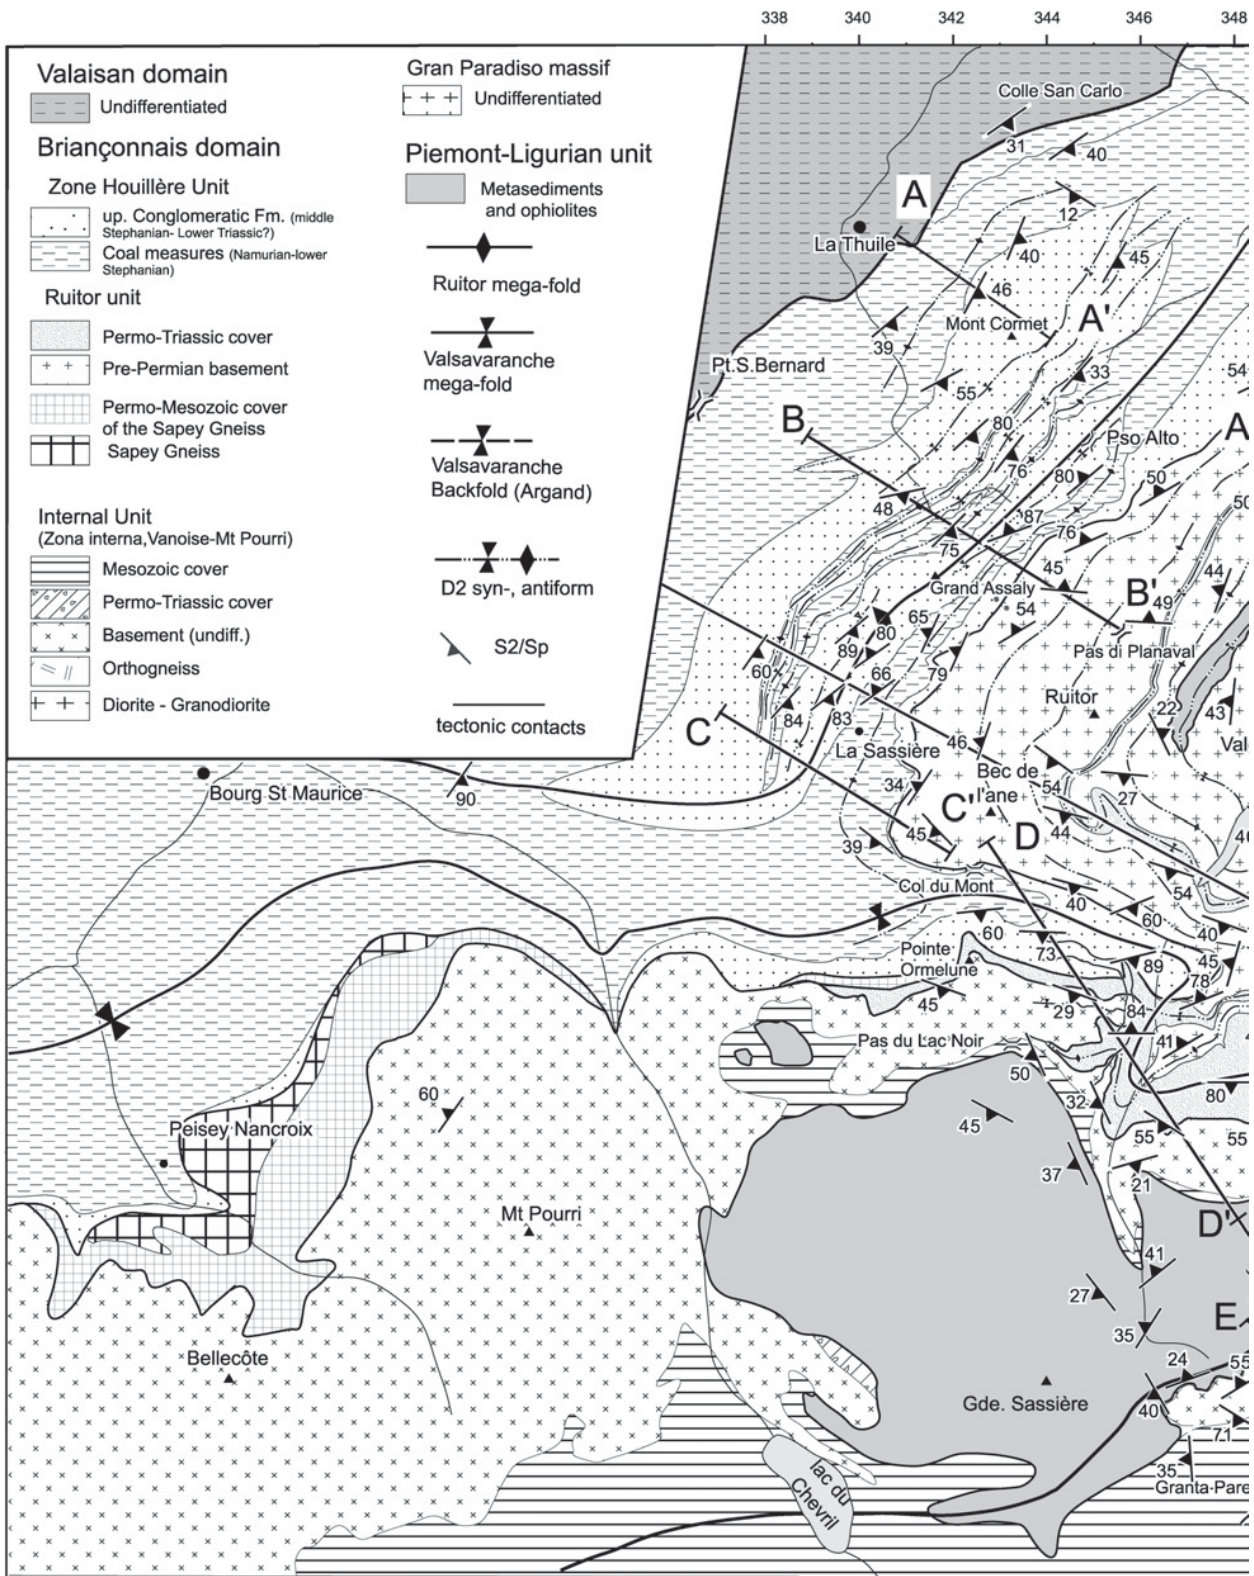 338 340 342 344 346 348
Valaisan domain
Undifferentiated
Briançonnais domain
Zone Houillère Unit
up. Conglomeratic Fm. (middle
Stephanian- Lower Triassic?)
Coal measures (Namurian-lower
Stephanian)
Ruitor unit
Permo-Triassic cover
Pre-Permian basement
Permo-Mesozoic cover
of the Sapey Gneiss
Sapey Gneiss
Internal Unit
(Zona interna,Vanoise-Mt Pourri)
Mesozoic cover
Permo-Triassic cover
Basement (undiff.)
Orthogneiss
Diorite - Granodiorite
Gran Paradiso massif
Undifferentiated
Piemont-Ligurian unit
Metasediments
and ophiolites
Ruitor mega-fold
Valsavaranche
mega-fold
Valsavaranche
Backfold (Argand)
D2 syn-, antiform
S2/Sp
tectonic contacts
Colle San Carlo
31
40
A
12
La Thuile
40
45
46
A'
Mont Cormet
39
33
Pt.S.Bernard
54
55
B
80
A
Pso Alto
76
80
50
48
87
50
75
76
45
44
Grand Assaly
B'
54
49
65
80
Pas di Planaval
89
60
79
66
Ruitor
22
43
C
84
83
46
Val
La Sassière
Bec de
l'ane
54
27
34
Bourg St Maurice
90
C'
D
44
45
39
Col du Mont
54
40
60
60
40
Pointe
Ormelune
73
89
45
78
45
29
84
Pas du Lac Noir
41
50
60
32
80
45
Peisey Nancroix
55
55
37
21
Mt Pourri
D'
41
27
E
35
Bellecôte
24
55
Gde. Sassière
40
71
35
Granta Pare
lac du
Chevril